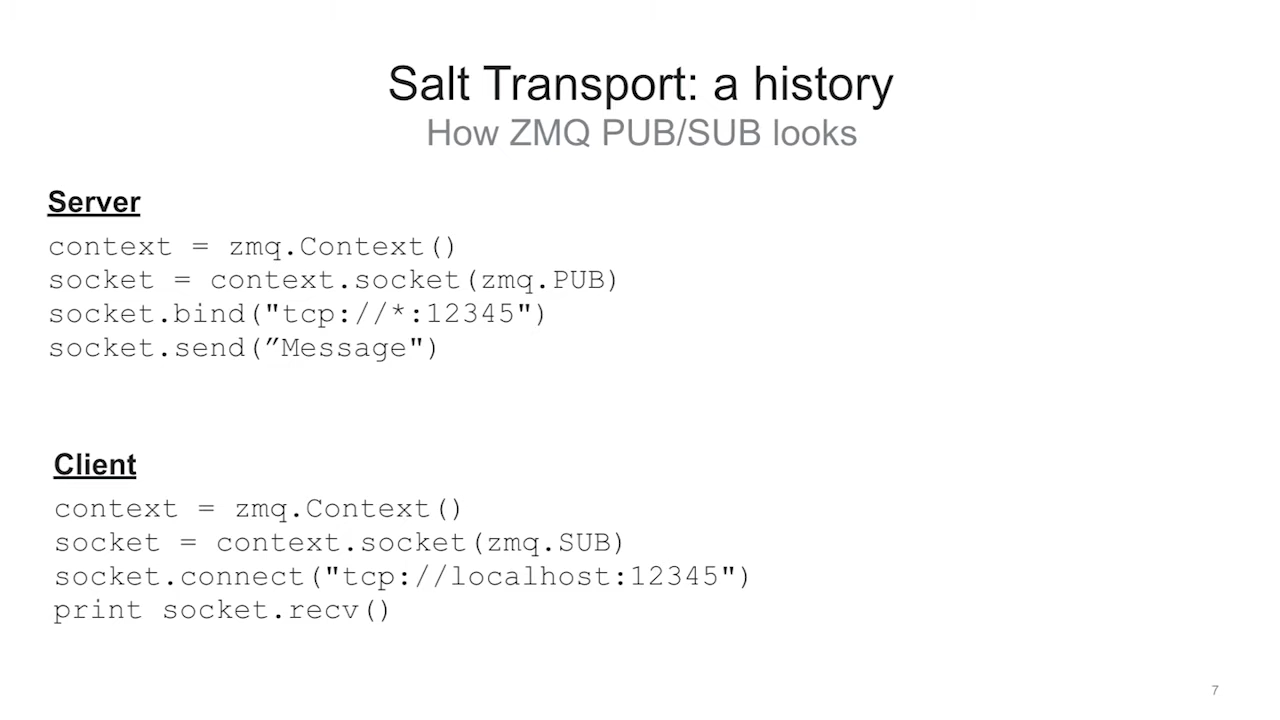 Salt Transport: a history
How ZMQ PUB/SUB looks
Server
context = zmq.Context()
socket = context.socket(zmq.PUB)
socket.bind("tcp://*:12345")
socket.send(”Message")
Client
context = zmq.Context()
socket = context.socket(zmq.SUB)
socket.connect("tcp://localhost:12345")
print socket.recv()
7